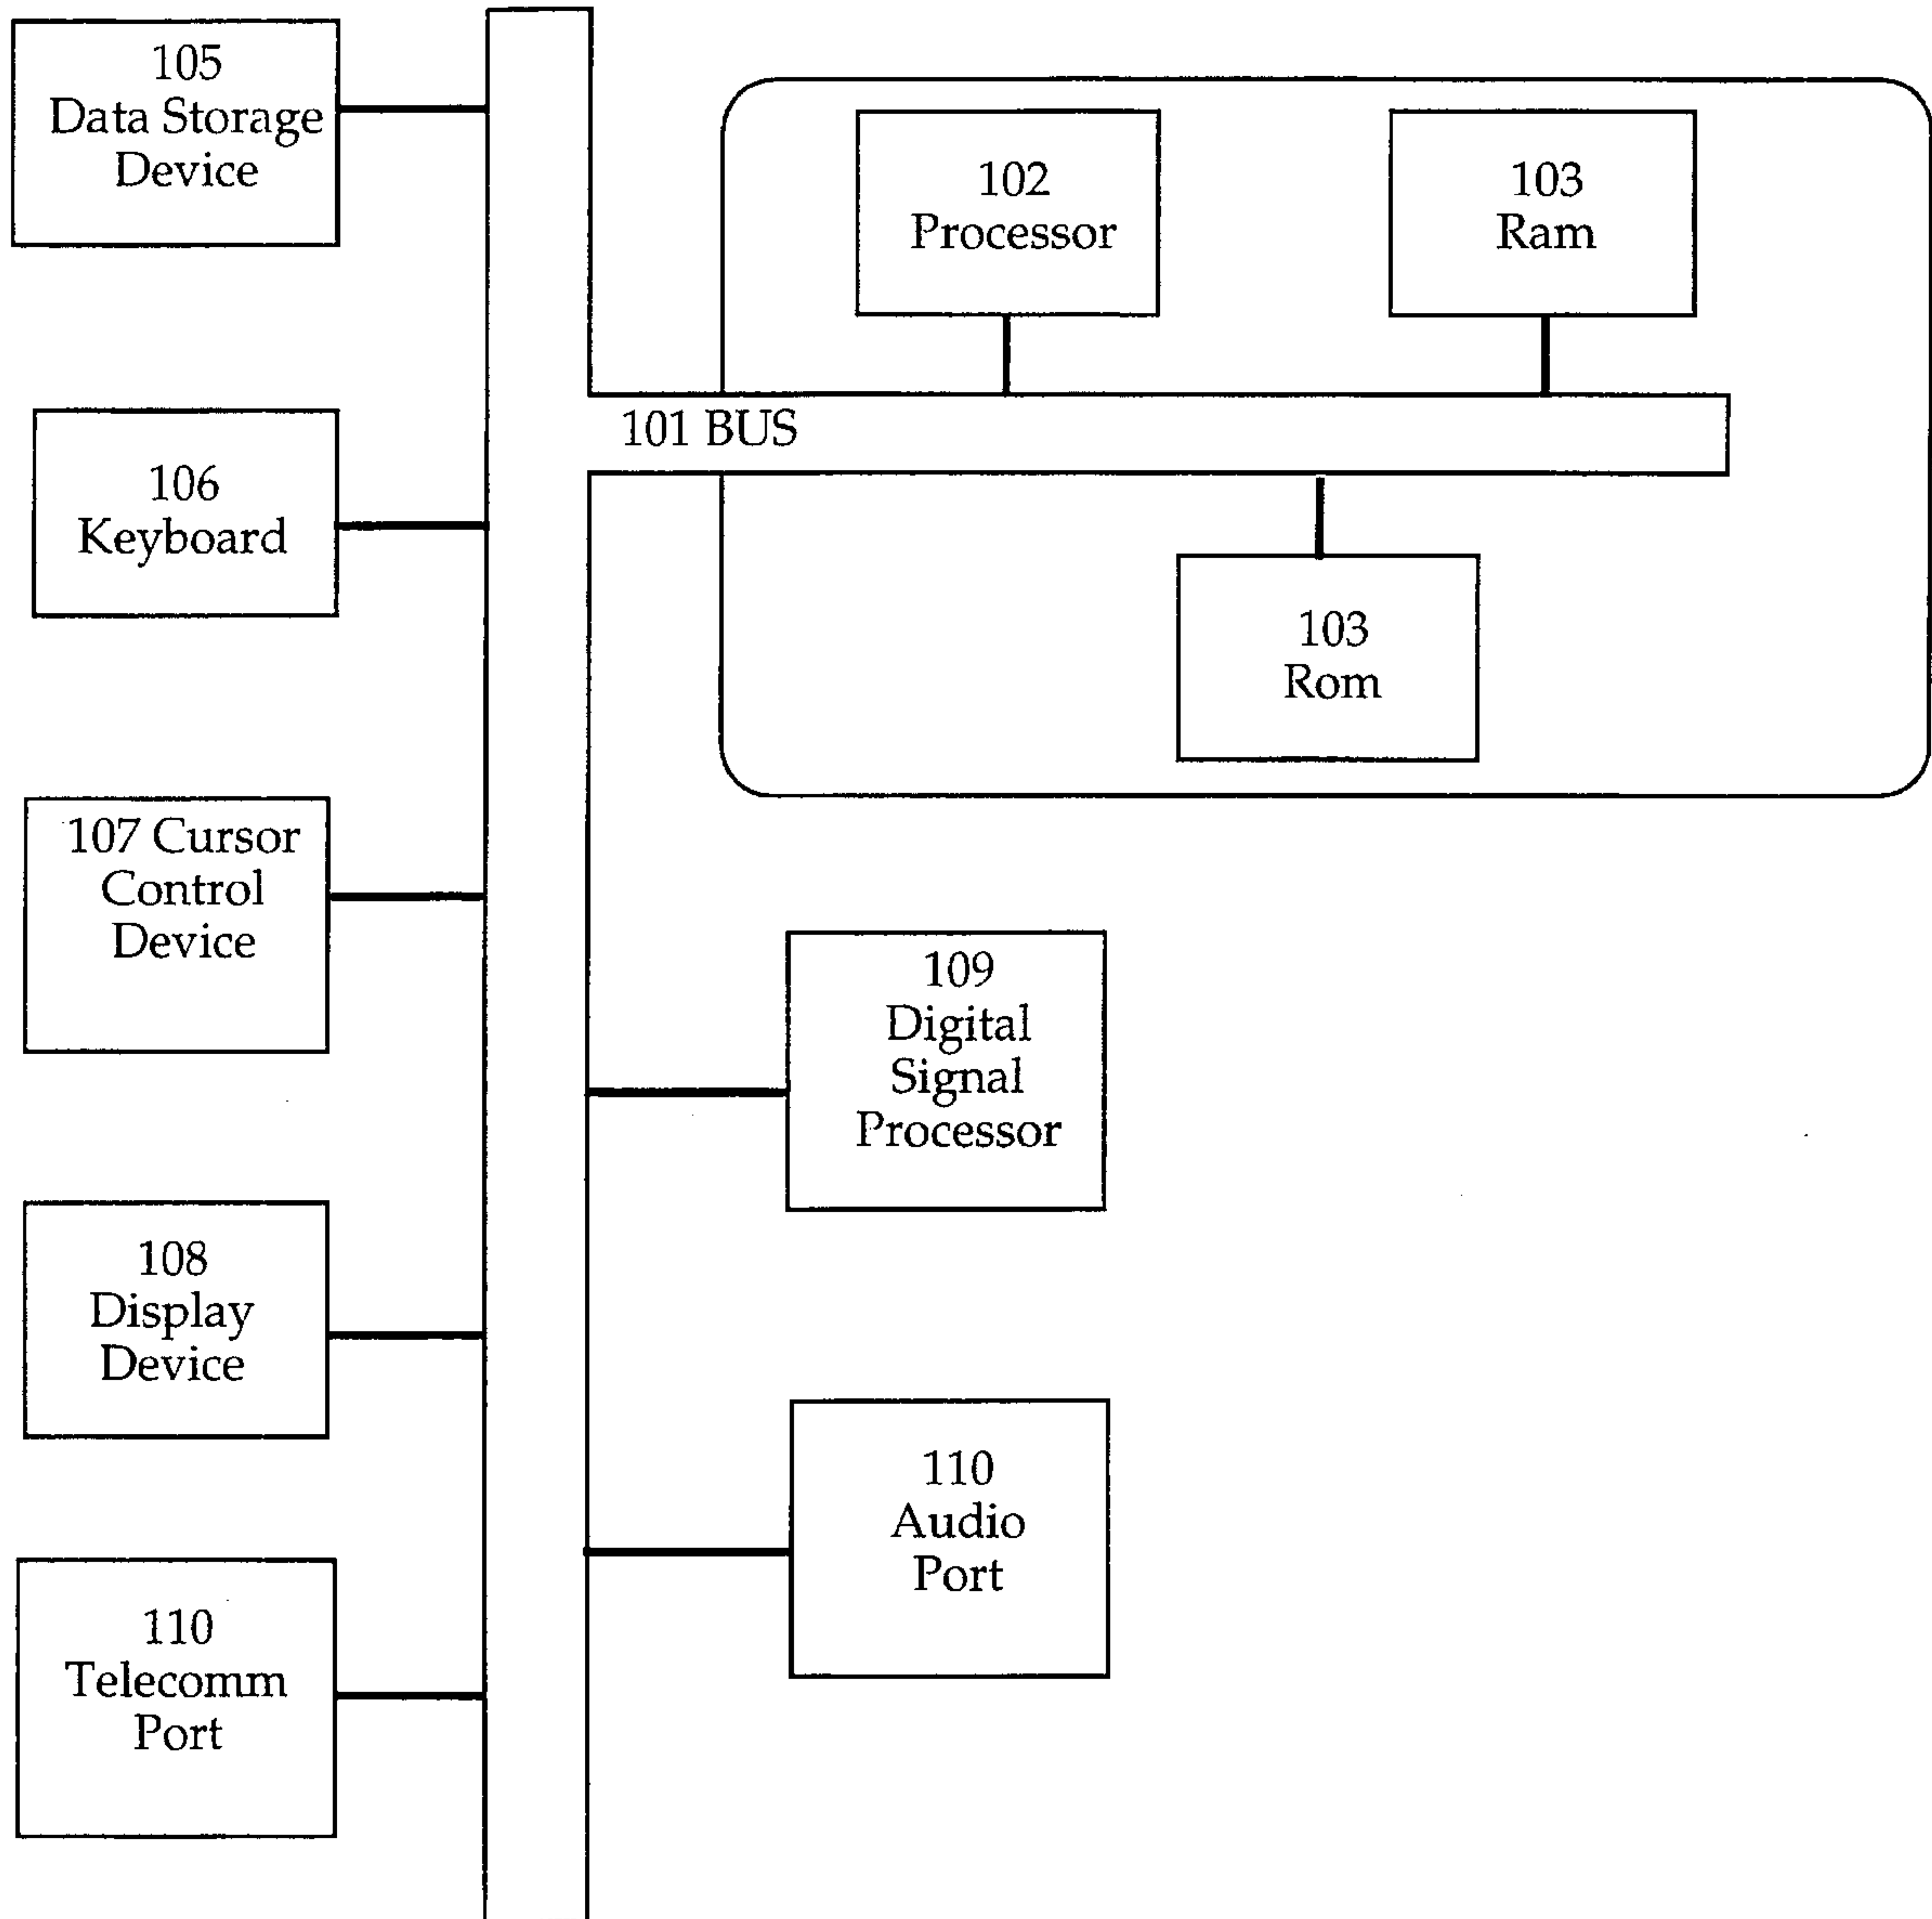 105
Data Storage
Device
102
Processor
103
Ram
101 BUS
106
Keyboard
103
Rom
107 Cursor
Control
Device
109
Digital
Signal
Processor
108
Display
Device
110
Audio
Port
110
Telecomm
Port